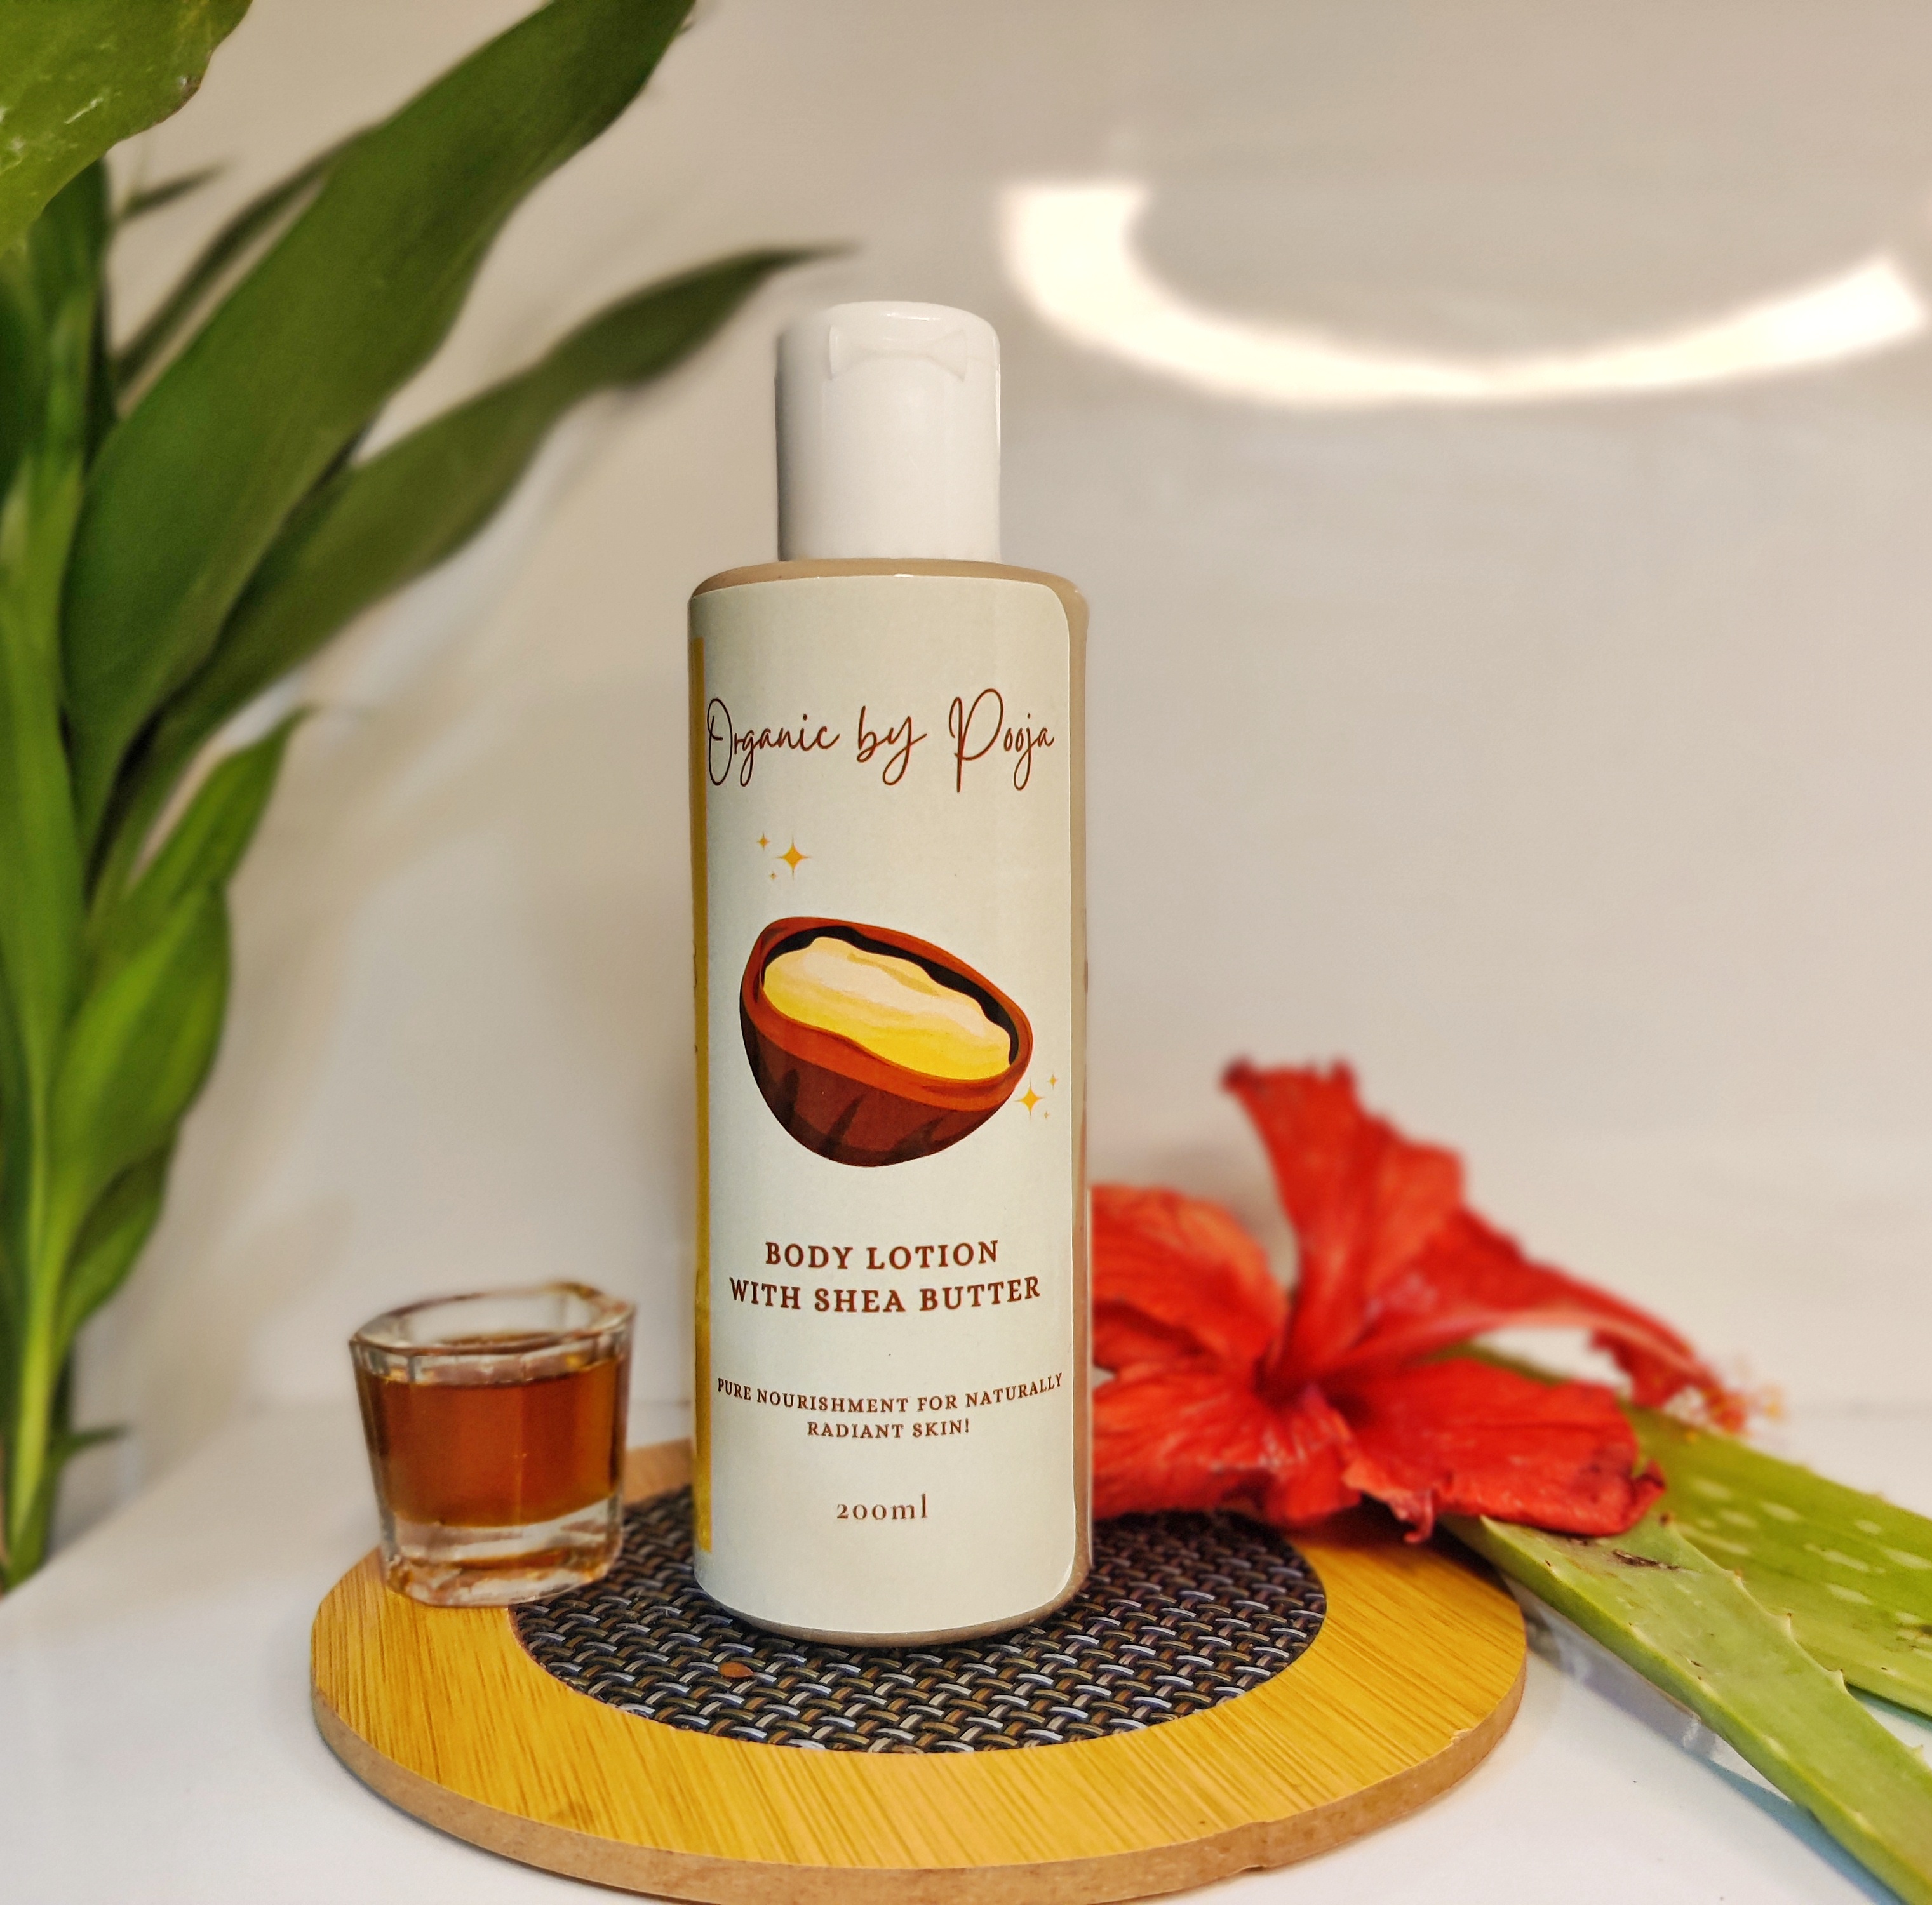 Organic by Pooja
BODY LOTION
WITH SHEA BUTTER
PURE NOURISHMENT FOR NATURALLY
RADIANT SKIN!
200ml